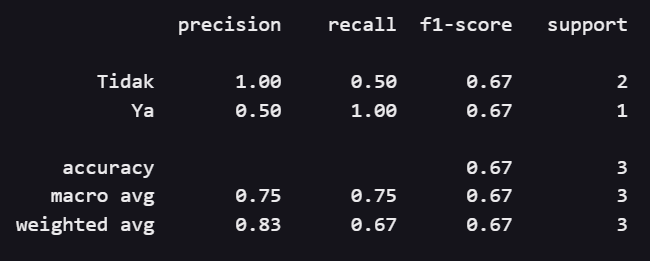 precision recall f1-score support
Tidak 1.00 0.50 0.67 2
Ya 0.50 1.00 0.67 1
accuracy 0.67 3
macro avg 0.75 0.75 0.67 3
weighted avg 0.83 0.67 0.67 3